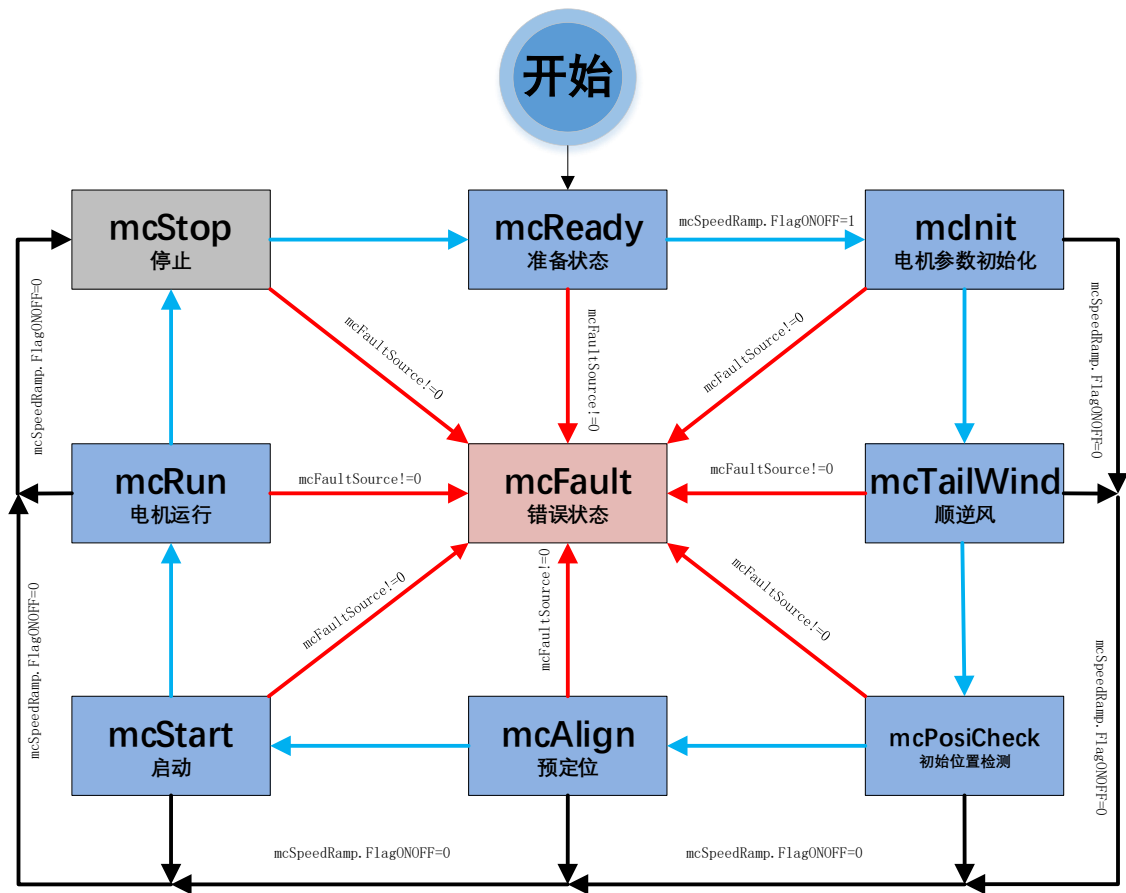 开始
mcStop
停止
mcReady
准备状态
mcSpeedRamp.FlagONOFF=1
mcInit
电机参数初始化
mcSpeedRamp.FlagONOFF=0
mcFaultSource!=0
mcFaultSource!=0
mcFaultSource!=0
mcSpeedRamp.FlagONOFF=0
mcRun
电机运行
mcFaultSource!=0
mcFault
错误状态
mcFaultSource!=0
mcTailWind
顺逆风
mcSpeedRamp.FlagONOFF=0
mcFaultSource!=0
mcFaultSource!=0
mcFaultSource!=0
mcSpeedRamp.FlagONOFF=0
mcStart
启动
mcAlign
预定位
mcPosiCheck
初始位置检测
mcSpeedRamp.FlagONOFF=0
mcSpeedRamp.FlagONOFF=0